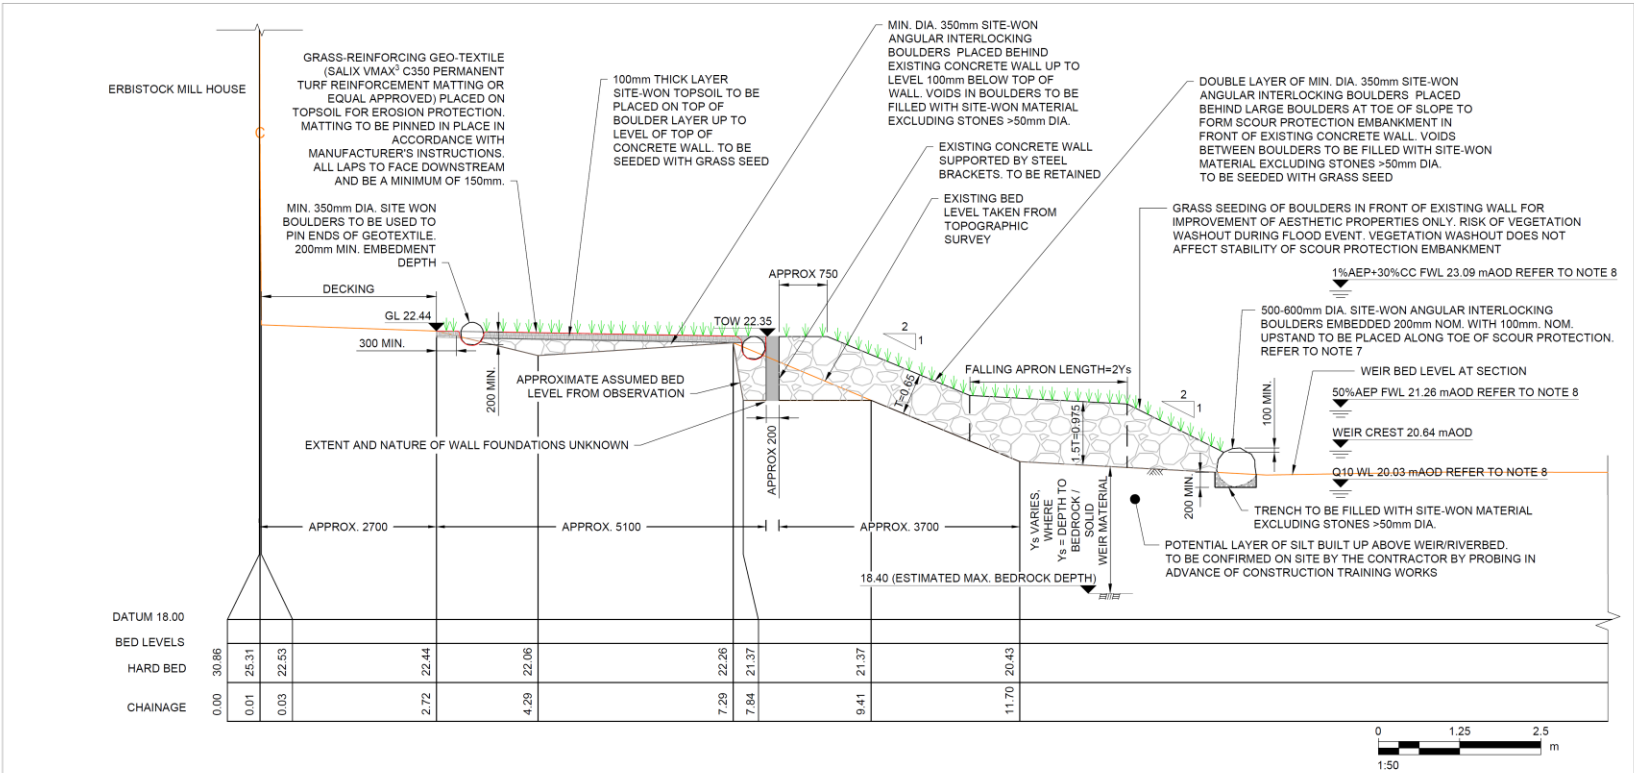 ERBISTOCK MILL HOUSE
C
GRASS-REINFORCING GEO-TEXTILE
(SALIX VMAX³ C350 PERMANENT
TURF REINFORCEMENT MATTING OR
EQUAL APPROVED) PLACED ON
TOPSOIL FOR EROSION PROTECTION.
MATTING TO BE PINNED IN PLACE IN
ACCORDANCE WITH
MANUFACTURER'S INSTRUCTIONS.
ALL LAPS TO FACE DOWNSTREAM
AND BE A MINIMUM OF 150mm.
MIN. 350mm DIA. SITE WON
BOULDERS TO BE USED TO
PIN ENDS OF GEOTEXTILE.
200mm MIN. EMBEDMENT
DEPTH
100mm THICK LAYER
SITE-WON TOPSOIL TO BE
PLACED ON TOP OF
BOULDER LAYER UP TO
LEVEL OF TOP OF
CONCRETE WALL. TO BE
SEEDED WITH GRASS SEED
MIN. DIA. 350mm SITE-WON
ANGULAR INTERLOCKING
BOULDERS PLACED BEHIND
EXISTING CONCRETE WALL UP TO
LEVEL 100mm BELOW TOP OF
WALL. VOIDS IN BOULDERS TO BE
FILLED WITH SITE-WON MATERIAL
EXCLUDING STONES >50mm DIA.
EXISTING CONCRETE WALL
SUPPORTED BY STEEL
BRACKETS. TO BE RETAINED
EXISTING BED
LEVEL TAKEN FROM
TOPOGRAPHIC
SURVEY
DOUBLE LAYER OF MIN. DIA. 350mm SITE-WON
ANGULAR INTERLOCKING BOULDERS PLACED
BEHIND LARGE BOULDERS AT TOE OF SLOPE TO
FORM SCOUR PROTECTION EMBANKMENT IN
FRONT OF EXISTING CONCRETE WALL. VOIDS
BETWEEN BOULDERS TO BE FILLED WITH SITE-WON
MATERIAL EXCLUDING STONES >50mm DIA.
TO BE SEEDED WITH GRASS SEED
GRASS SEEDING OF BOULDERS IN FRONT OF EXISTING WALL FOR
IMPROVEMENT OF AESTHETIC PROPERTIES ONLY. RISK OF VEGETATION
WASHOUT DURING FLOOD EVENT. VEGETATION WASHOUT DOES NOT
AFFECT STABILITY OF SCOUR PROTECTION EMBANKMENT
1%AEP+30%CC FWL 23.09 mAOD REFER TO NOTE 8
500-600mm DIA. SITE-WON ANGULAR INTERLOCKING
BOULDERS EMBEDDED 200mm NOM. WITH 100mm. NOM.
UPSTAND TO BE PLACED ALONG TOE OF SCOUR PROTECTION.
REFER TO NOTE 7
WEIR BED LEVEL AT SECTION
50%AEP FWL 21.26 mAOD REFER TO NOTE 8
WEIR CREST 20.64 mAOD
Q10 WL 20.03 mAOD REFER TO NOTE 8
TRENCH TO BE FILLED WITH SITE-WON MATERIAL
EXCLUDING STONES >50mm DIA.
POTENTIAL LAYER OF SILT BUILT UP ABOVE WEIR/RIVERBED.
TO BE CONFIRMED ON SITE BY THE CONTRACTOR BY PROBING IN
ADVANCE OF CONSTRUCTION TRAINING WORKS
DECKING
GL 22.44
300 MIN.
200 MIN.
TOW 22.35
APPROX 750
2
1
T=0.65
FALLING APRON LENGTH=2Ys
1.5T=0.975
2
1
100 MIN.
200 MIN.
APPROXIMATE ASSUMED BED
LEVEL FROM OBSERVATION
EXTENT AND NATURE OF WALL FOUNDATIONS UNKNOWN
APPROX 200
APPROX. 2700
APPROX. 5100
APPROX. 3700
Ys VARIES,
WHERE
Ys = DEPTH TO
BEDROCK /
SOLID
WEIR MATERIAL
18.40 (ESTIMATED MAX. BEDROCK DEPTH)
DATUM 18.00
BED LEVELS
HARD BED 30.86 25.31 22.53 22.44 22.06 22.26 21.37 21.37 20.43
CHAINAGE 0.00 0.01 0.03 2.72 4.29 7.29 7.84 9.41 11.70
0 1.25 2.5
m
1:50